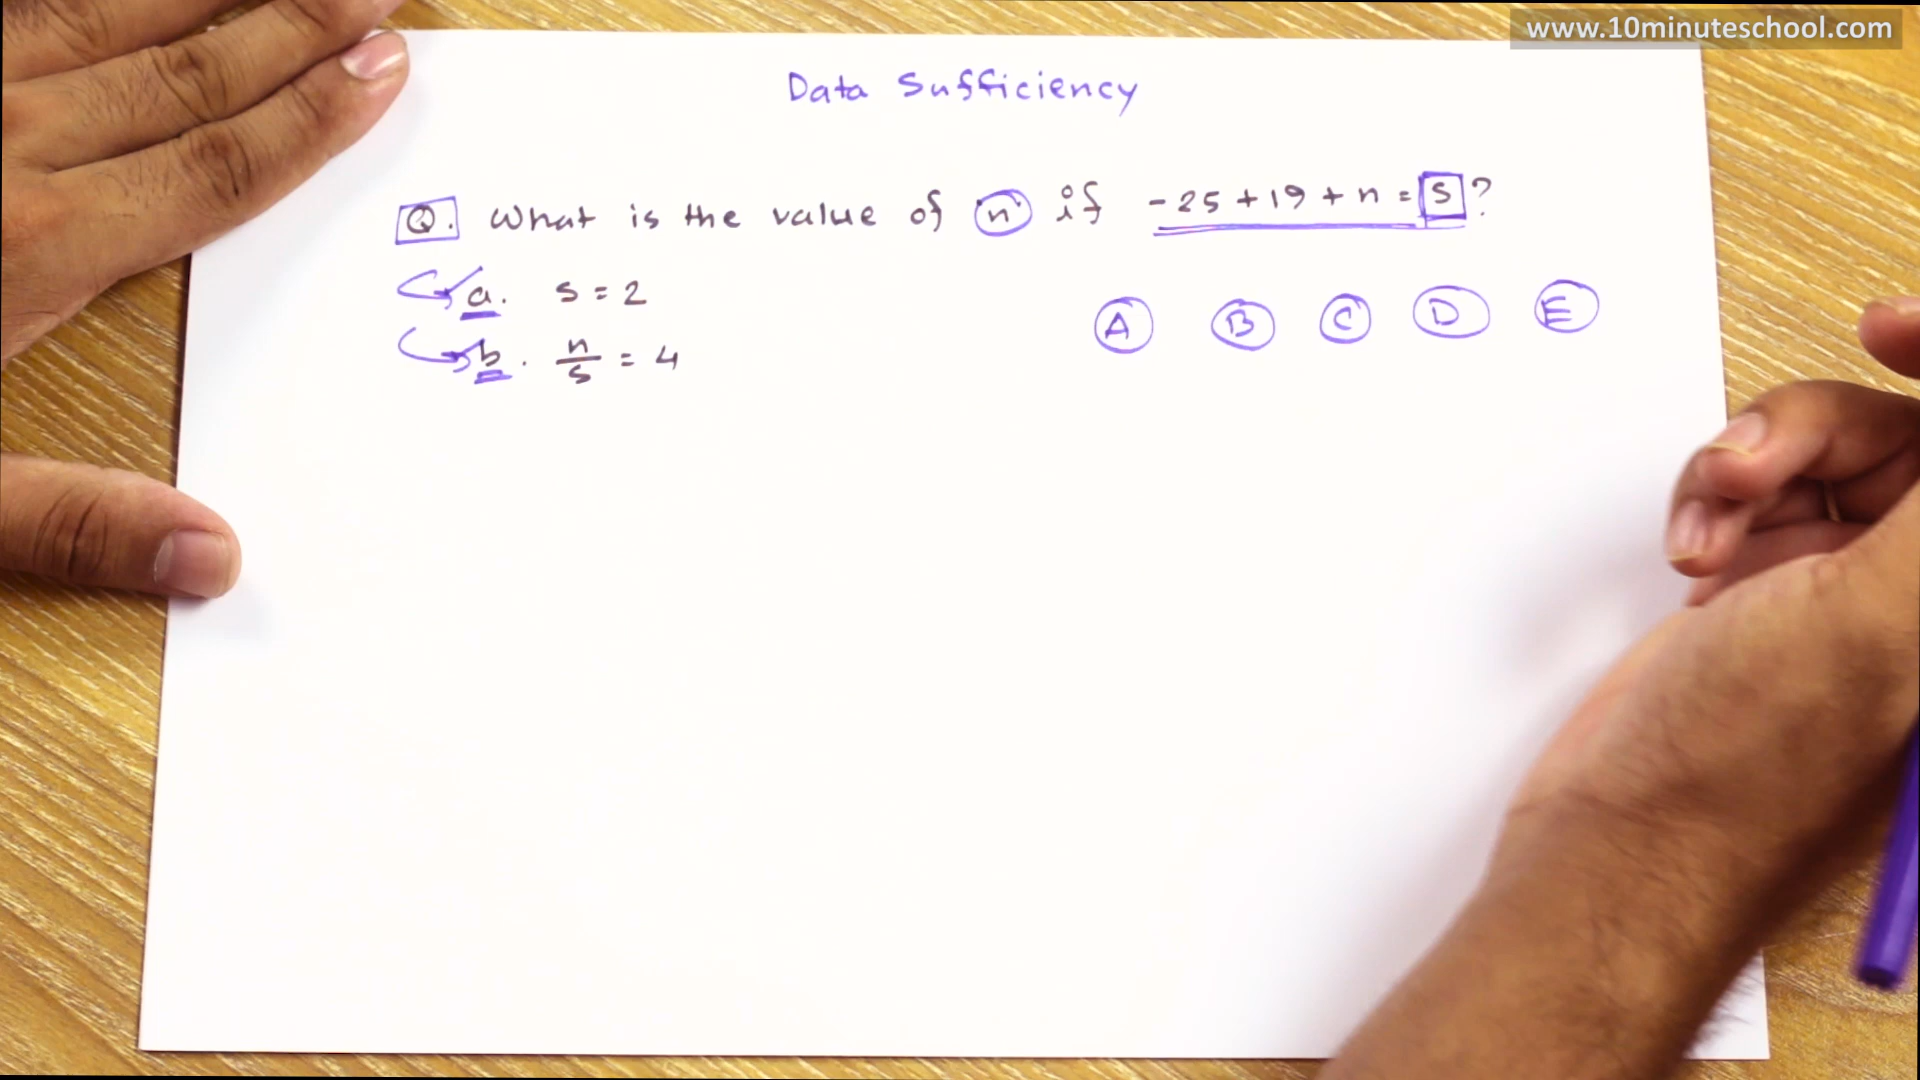 www.10minuteschool.com
Data Sufficiency
Q. What is the value of n if -25 + 19 + n = s ?
a. s = 2
b. n/s = 4
A B C D E